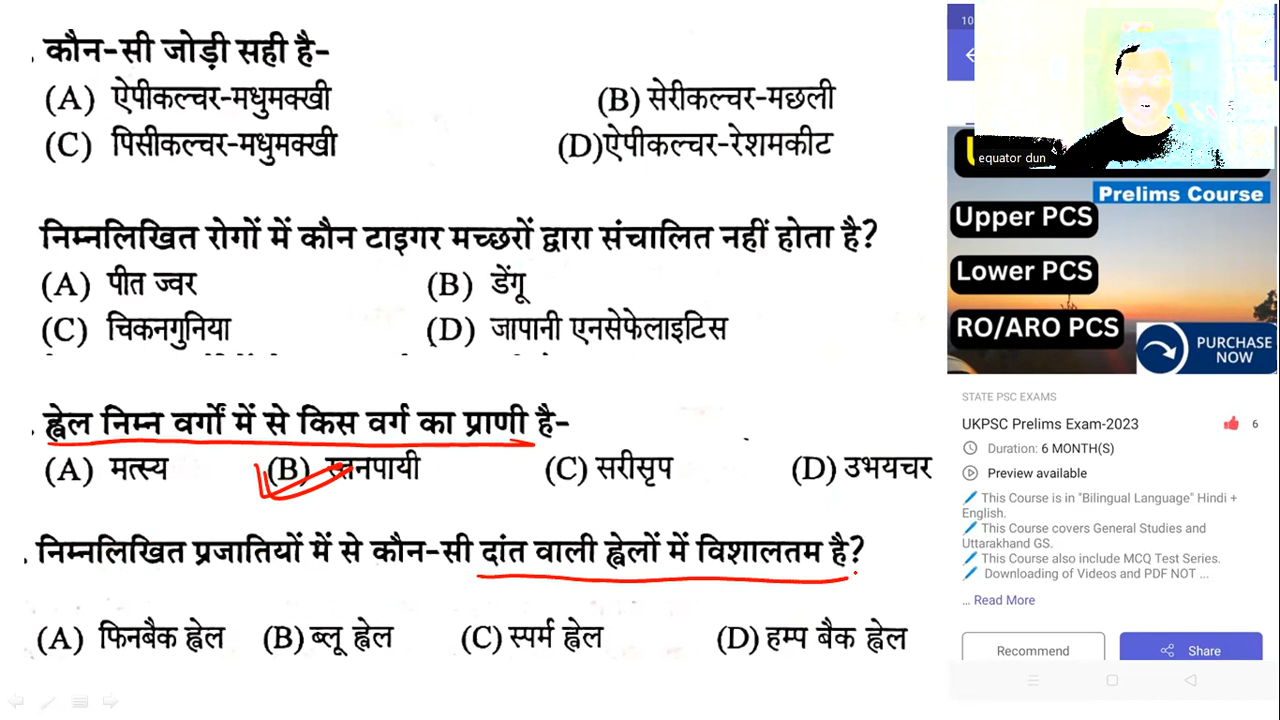 . कौन-सी जोड़ी सही है-
(A) ऐपीकल्चर-मधुमक्खी (B) सेरीकल्चर-मछली
(C) पिसीकल्चर-मधुमक्खी (D)ऐपीकल्चर-रेशमकीट
निम्नलिखित रोगों में कौन टाइगर मच्छरों द्वारा संचालित नहीं होता है?
(A) पीत ज्वर (B) डेंगू
(C) चिकनगुनिया (D) जापानी एनसेफेलाइटिस
. ह्वेल निम्न वर्गों में से किस वर्ग का प्राणी है-
(A) मत्स्य (B) स्तनपायी (C) सरीसृप (D) उभयचर
. निम्नलिखित प्रजातियों में से कौन-सी दांत वाली ह्वेलों में विशालतम है?
(A) फिनबैक ह्वेल (B) ब्लू ह्वेल (C) स्पर्म ह्वेल (D) हम्प बैक ह्वेल
10
equator dun
Prelims Course
Upper PCS
Lower PCS
RO/ARO PCS
PURCHASE
NOW
STATE PSC EXAMS
UKPSC Prelims Exam-2023 6
Duration: 6 MONTH(S)
Preview available
This Course is in "Bilingual Language" Hindi +
English.
This Course covers General Studies and
Uttarakhand GS.
This Course also include MCQ Test Series.
Downloading of Videos and PDF NOT ...
... Read More
Recommend Share